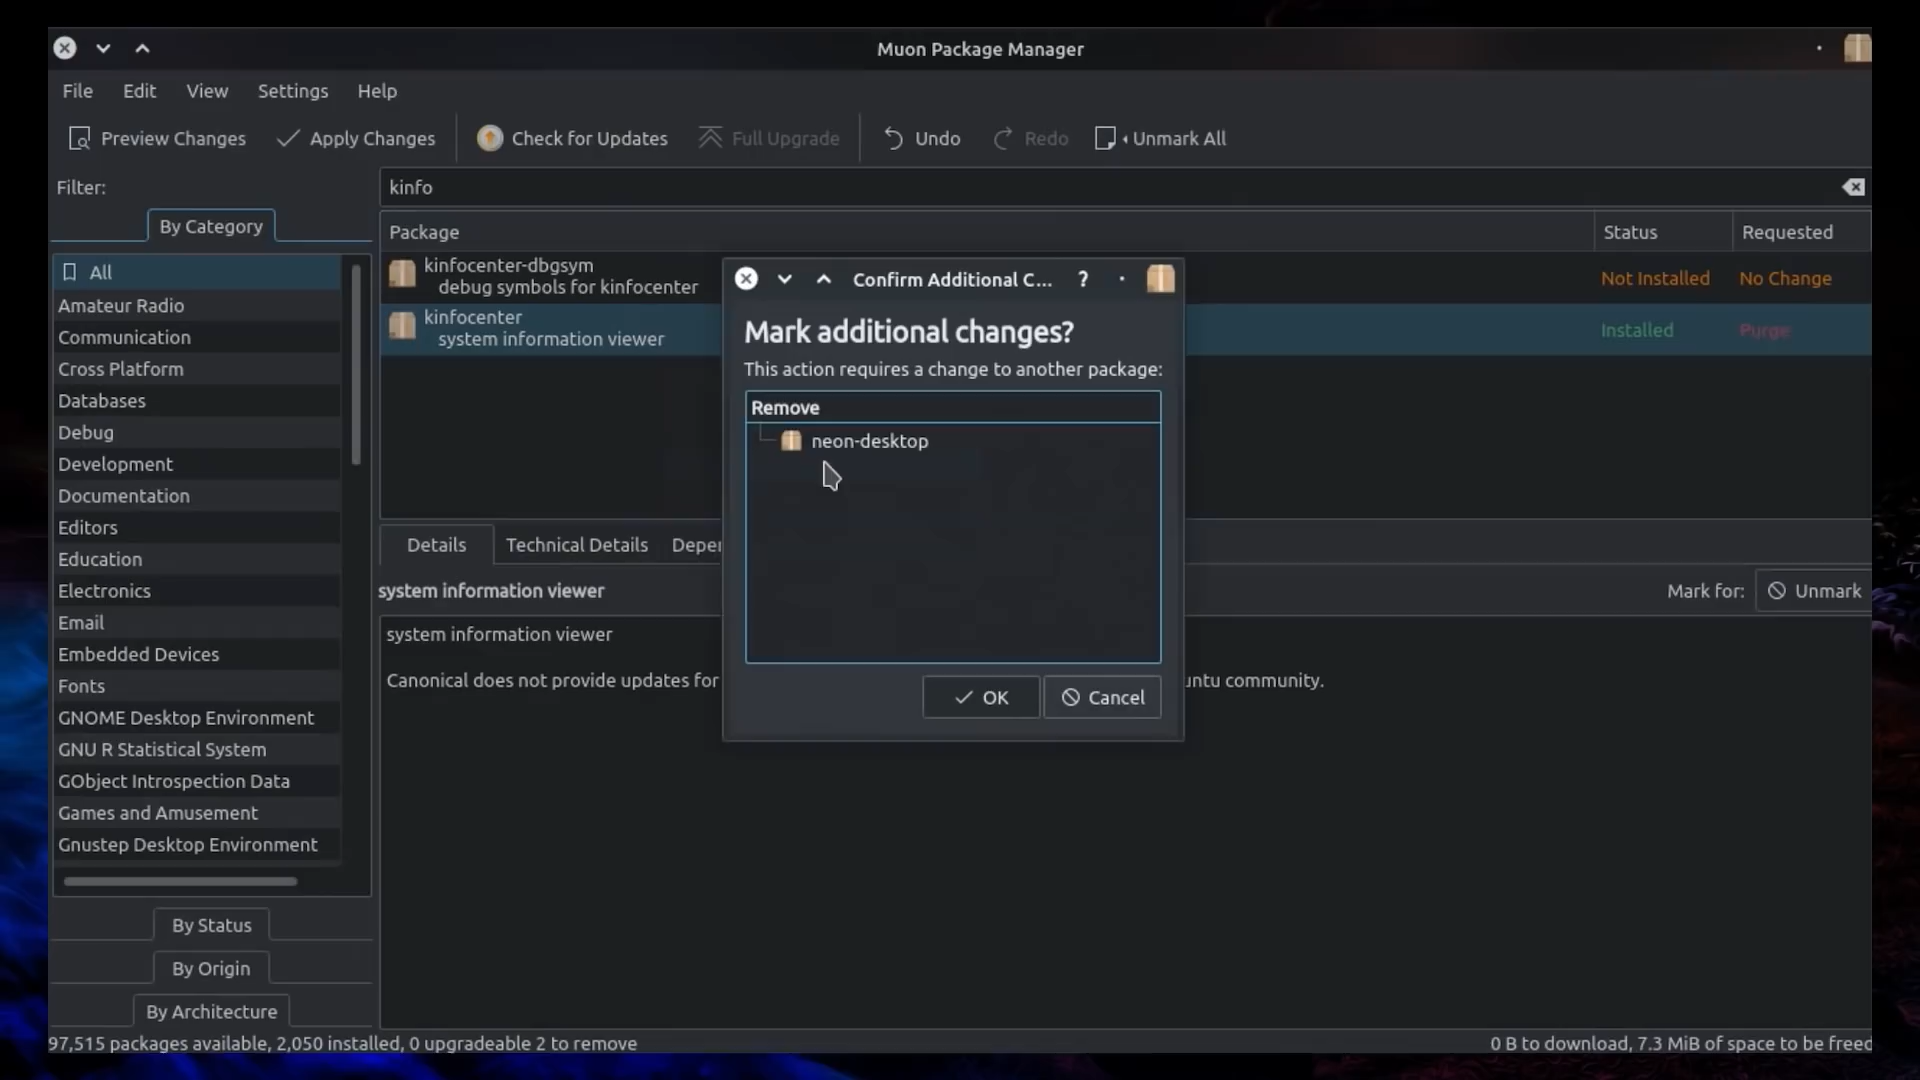 Muon Package Manager
File Edit View Settings Help
Preview Changes Apply Changes Check for Updates Full Upgrade Undo Redo Unmark All
Filter: kinfo
By Category
Package Status Requested
All
Amateur Radio
Communication
Cross Platform
Databases
Debug
Development
Documentation
Editors
Education
Electronics
Email
Embedded Devices
Fonts
GNOME Desktop Environment
GNU R Statistical System
GObject Introspection Data
Games and Amusement
Gnustep Desktop Environment
By Status
By Origin
By Architecture
kinfocenter-dbgsym
debug symbols for kinfocenter
Not Installed No Change
kinfocenter
system information viewer
Installed Purge
Confirm Additional C... ?
Mark additional changes?
This action requires a change to another package:
Remove
neon-desktop
OK Cancel
Details Technical Details Deper
system information viewer
Mark for: Unmark
system information viewer
Canonical does not provide updates for
untu community.
97,515 packages available, 2,050 installed, 0 upgradeable 2 to remove
0 B to download, 7.3 MiB of space to be freed